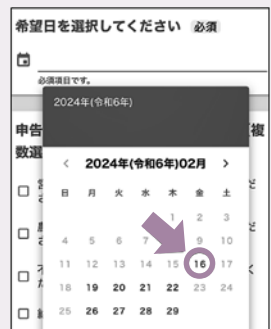 希望日を選択してください 必須
必須項目です。
2024年(令和6年)
申告
複
数選
< 2024年(令和6年)02月 >
日 月 火 水 木 金 土
1 2 3
4 5 6 7 9 10
11 12 13 14 15 16 17
18 19 20 21 22 23 24
25 26 27 28 29